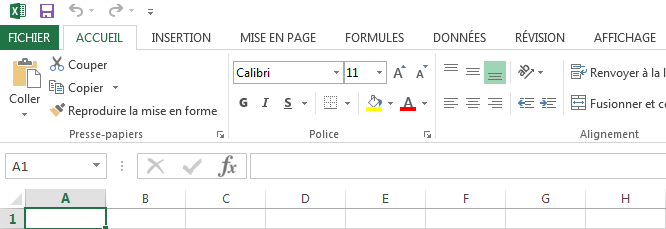 FICHIER ACCUEIL INSERTION MISE EN PAGE FORMULES DONNÉES RÉVISION AFFICHAGE
Coller
Couper
Copier
Reproduire la mise en forme
Presse-papiers
Calibri 11 A A
G I S A
Police
Renvoyer à la l
Fusionner et c
Alignement
A1 fx
A B C D E F G H
1